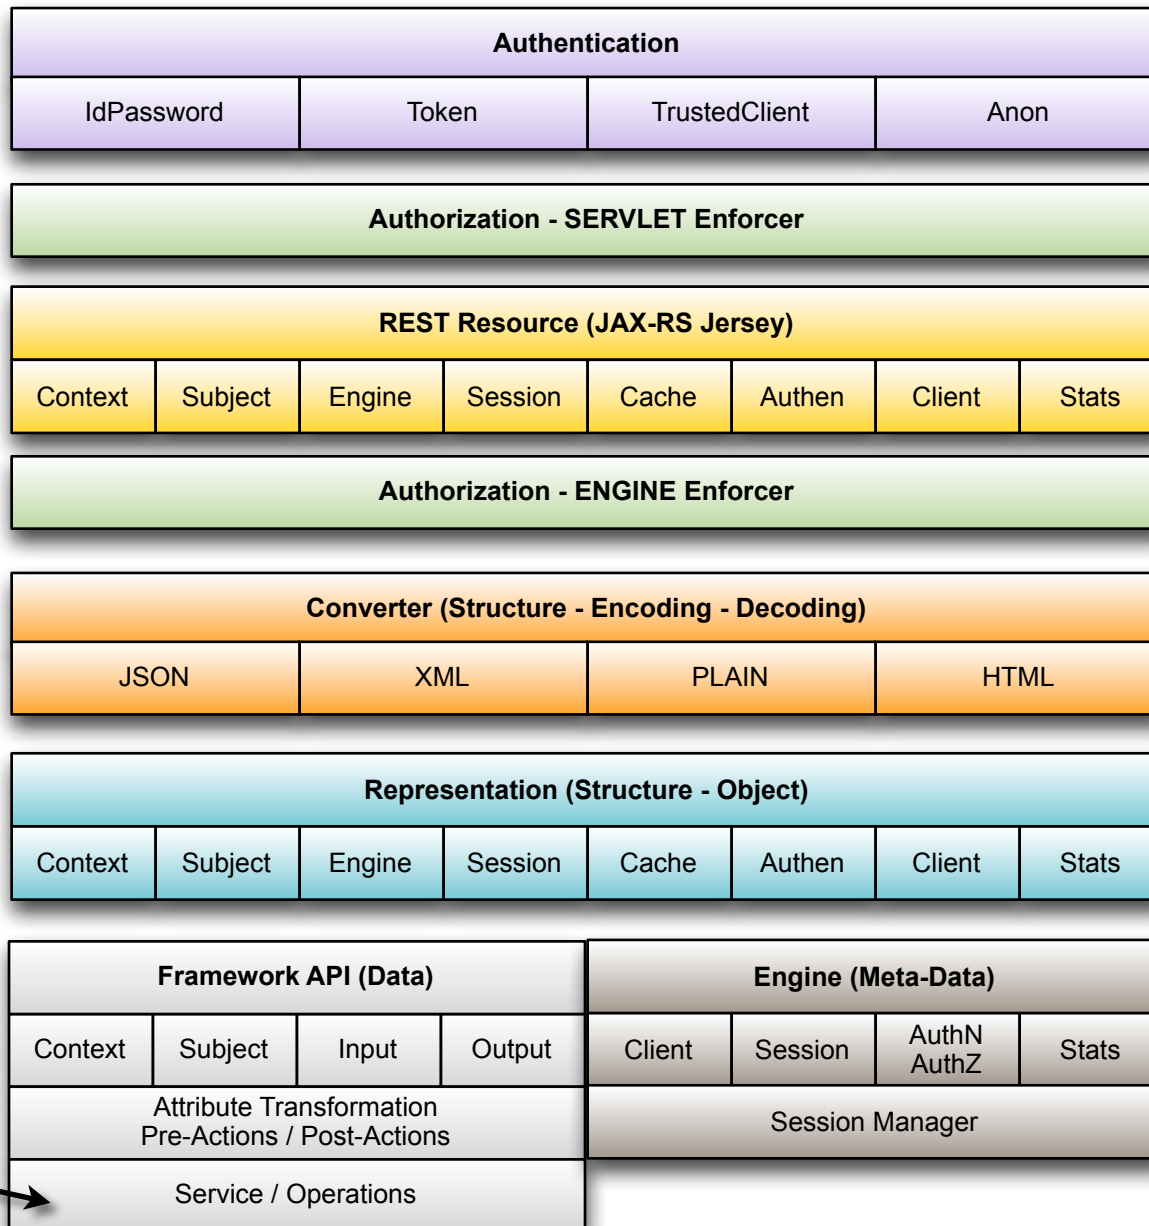 Authentication
IdPassword Token TrustedClient Anon
Authorization - SERVLET Enforcer
REST Resource (JAX-RS Jersey)
Context Subject Engine Session Cache Authen Client Stats
Authorization - ENGINE Enforcer
Converter (Structure - Encoding - Decoding)
JSON XML PLAIN HTML
Representation (Structure - Object)
Context Subject Engine Session Cache Authen Client Stats
Framework API (Data)
Context Subject Input Output
Attribute Transformation
Pre-Actions / Post-Actions
Service / Operations
Engine (Meta-Data)
Client Session AuthN AuthZ Stats
Session Manager